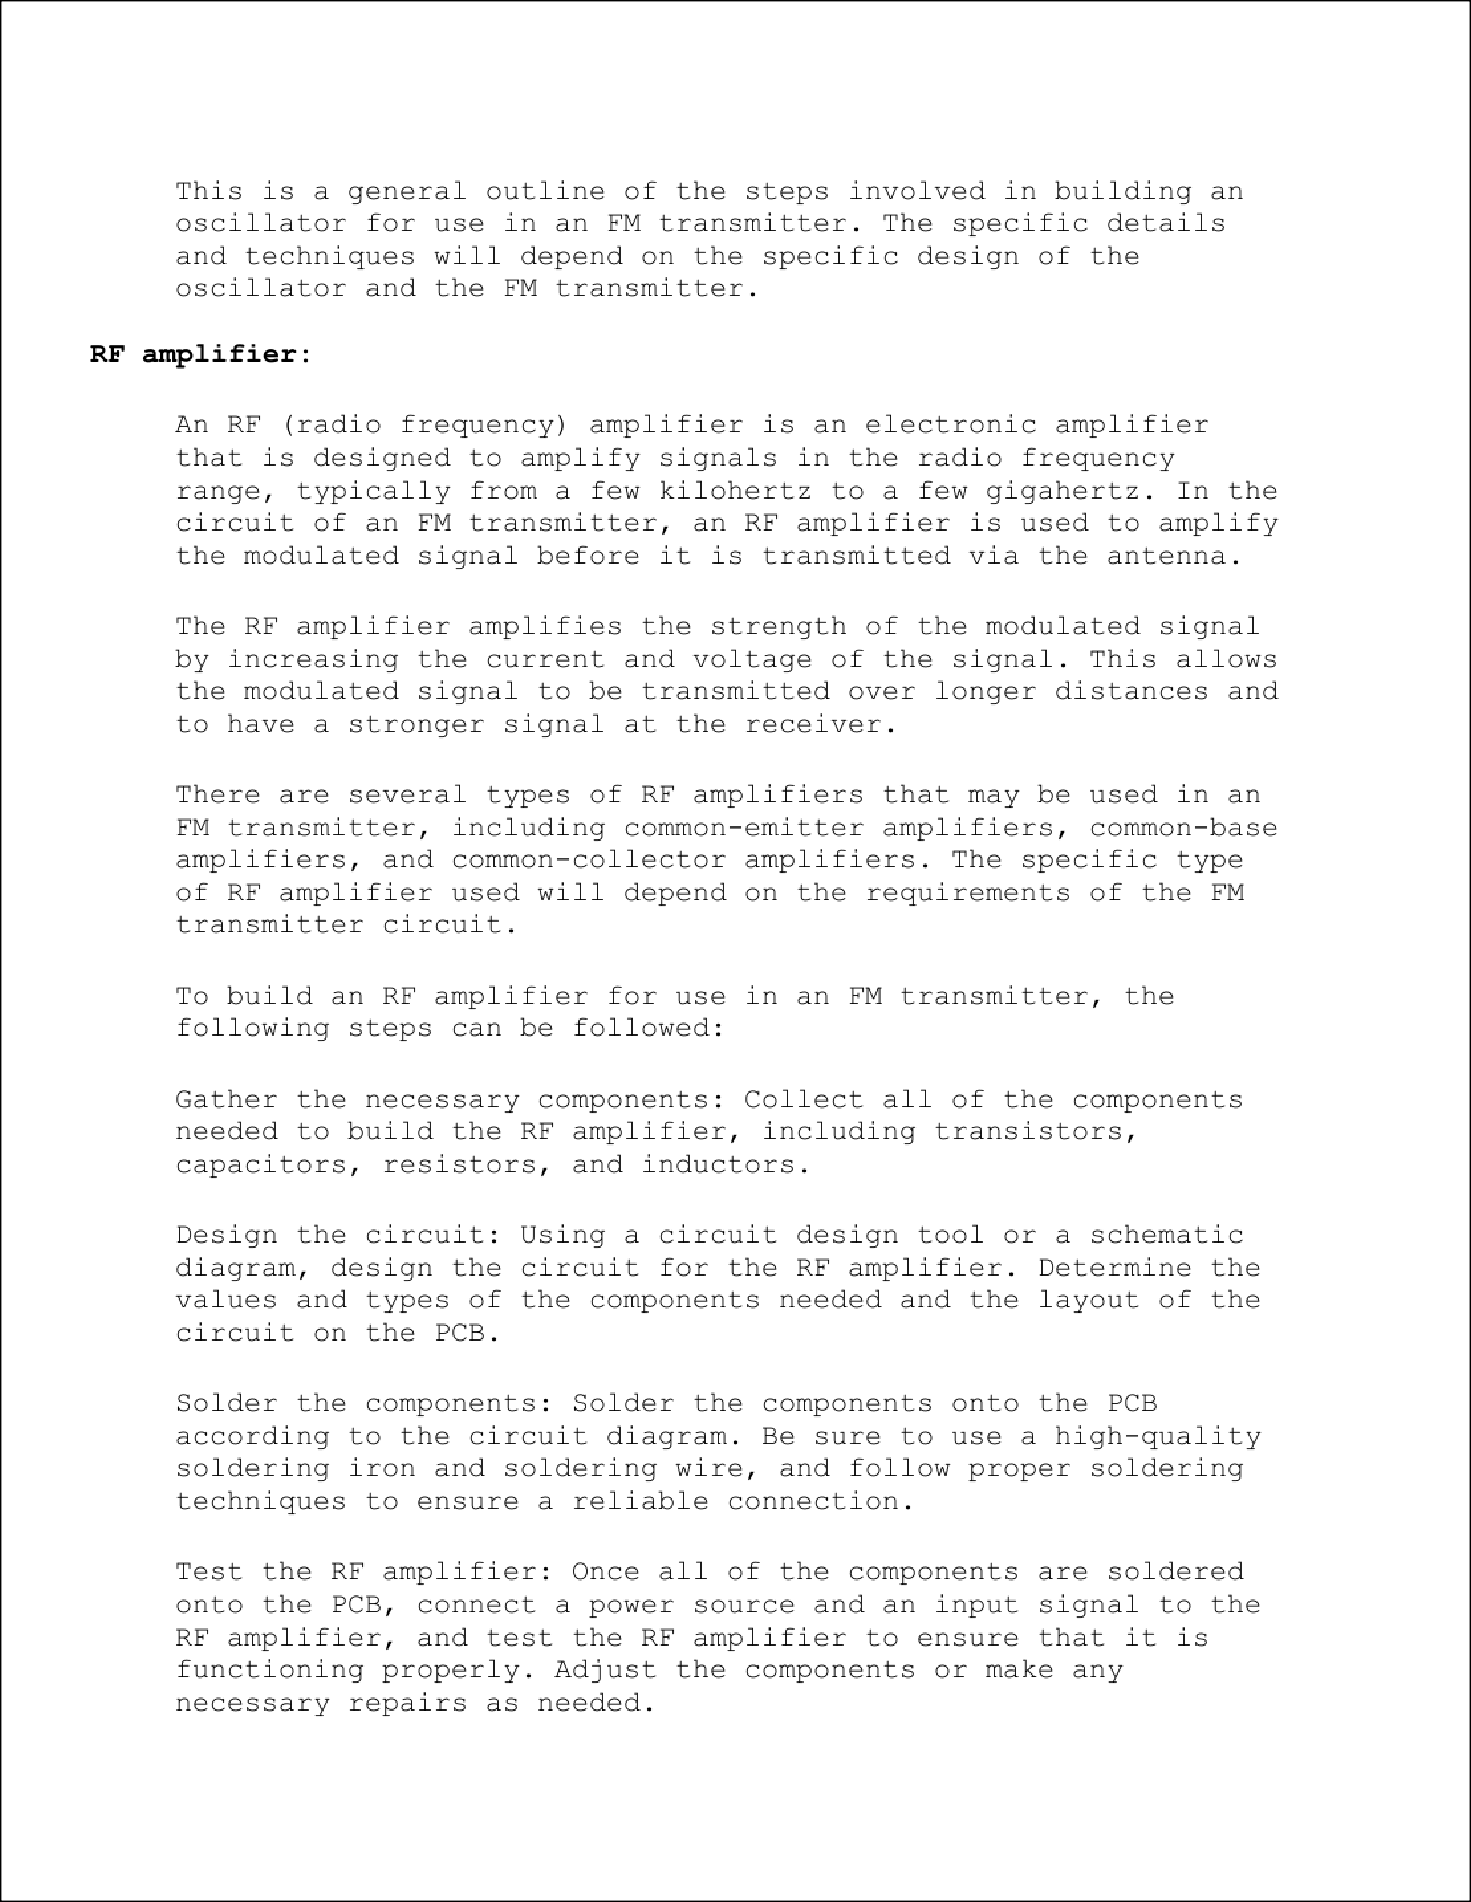 This is a general outline of the steps involved in building an
oscillator for use in an FM transmitter. The specific details
and techniques will depend on the specific design of the
oscillator and the FM transmitter.
RF amplifier:
An RF (radio frequency) amplifier is an electronic amplifier
that is designed to amplify signals in the radio frequency
range, typically from a few kilohertz to a few gigahertz. In the
circuit of an FM transmitter, an RF amplifier is used to amplify
the modulated signal before it is transmitted via the antenna.
The RF amplifier amplifies the strength of the modulated signal
by increasing the current and voltage of the signal. This allows
the modulated signal to be transmitted over longer distances and
to have a stronger signal at the receiver.
There are several types of RF amplifiers that may be used in an
FM transmitter, including common-emitter amplifiers, common-base
amplifiers, and common-collector amplifiers. The specific type
of RF amplifier used will depend on the requirements of the FM
transmitter circuit.
To build an RF amplifier for use in an FM transmitter, the
following steps can be followed:
Gather the necessary components: Collect all of the components
needed to build the RF amplifier, including transistors,
capacitors, resistors, and inductors.
Design the circuit: Using a circuit design tool or a schematic
diagram, design the circuit for the RF amplifier. Determine the
values and types of the components needed and the layout of the
circuit on the PCB.
Solder the components: Solder the components onto the PCB
according to the circuit diagram. Be sure to use a high-quality
soldering iron and soldering wire, and follow proper soldering
techniques to ensure a reliable connection.
Test the RF amplifier: Once all of the components are soldered
onto the PCB, connect a power source and an input signal to the
RF amplifier, and test the RF amplifier to ensure that it is
functioning properly. Adjust the components or make any
necessary repairs as needed.